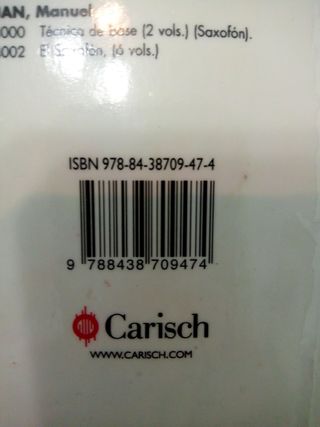 IAN, Manuel
000 Técnica de Base (2 vols.) (Saxofón).
002 El Saxofón, (6 vols.)
ISBN 978-84-38709-47-4
9 788438 709474
Carisch
WWW.CARISCH.COM